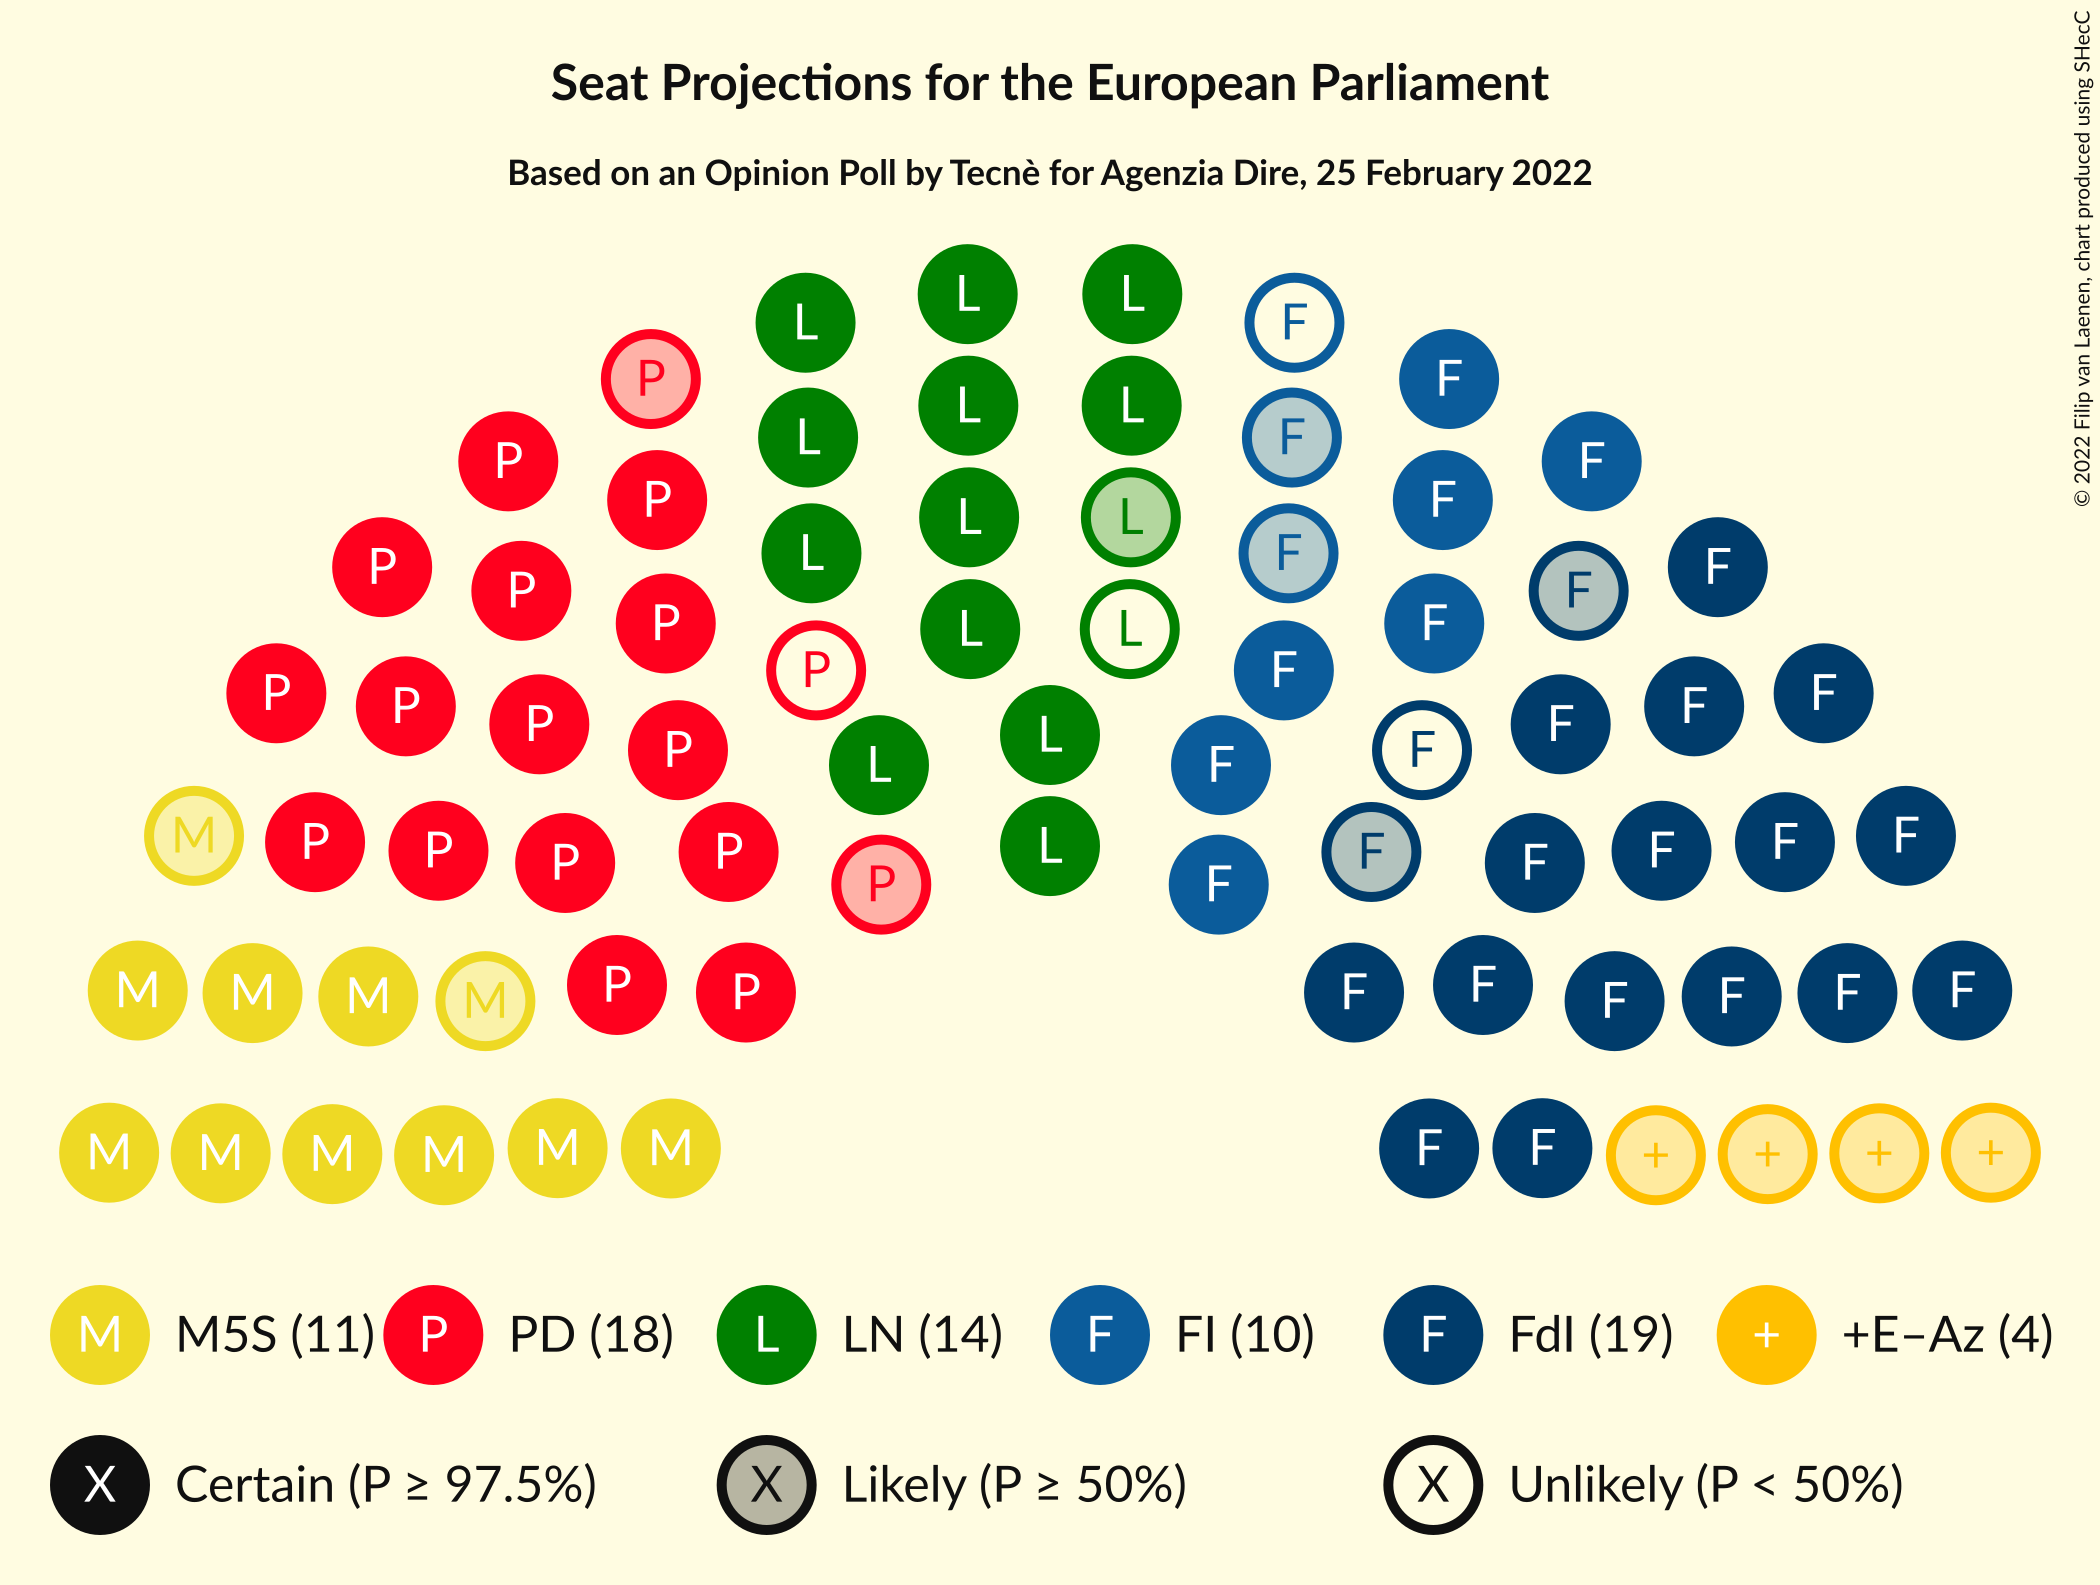 Seat Projections for the European Parliament
Based on an Opinion Poll by Tecnè for Agenzia Dire, 25 February 2022
© 2022 Filip van Laenen, chart produced using SHecC
L L
L F
P F
L L
P L F F
P P F
L L
P L F F
P F F
P P F
L L
P P F F
P P F F F
P P F F F
L
P L F F
M P F F
P P F F
P P F F
L
P F
M M M M P P F F F F F F
M M M M M M F F + + + +
M M5S (11) P PD (18) L LN (14) F FI (10) F FdI (19) + +E–Az (4)
X Certain (P ≥ 97.5%) X Likely (P ≥ 50%) X Unlikely (P < 50%)